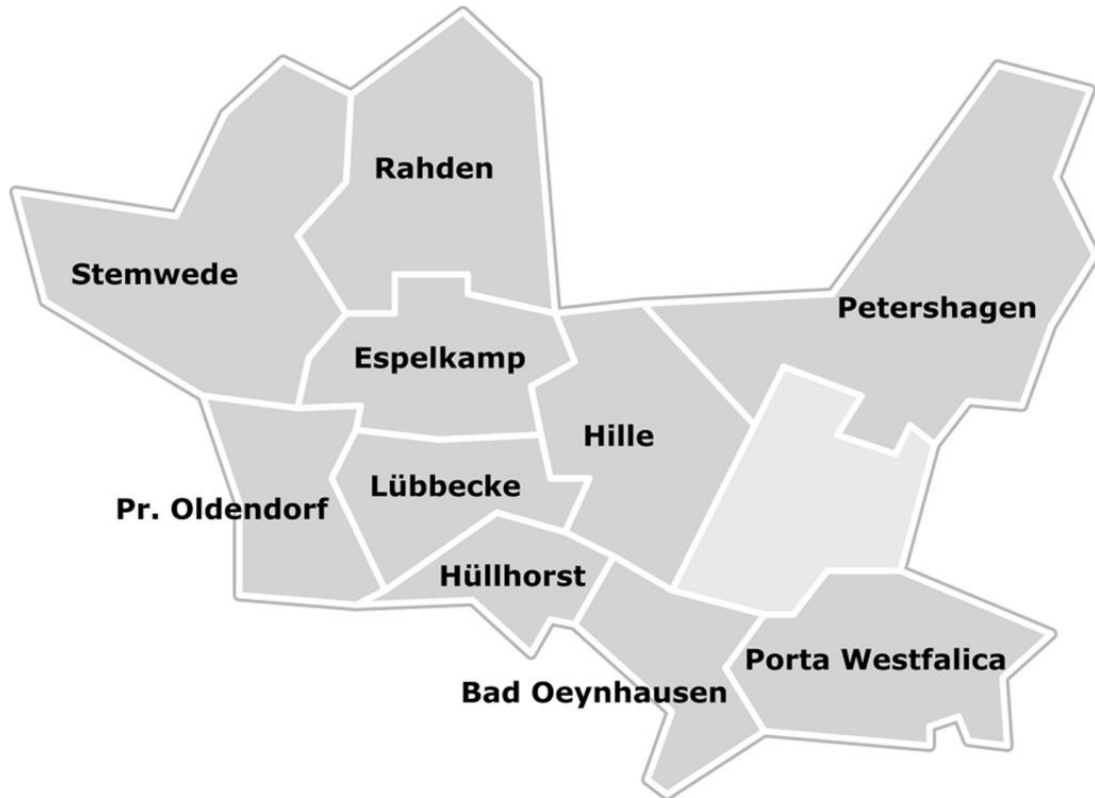 Rahden
Stemwede
Petershagen
Espelkamp
Hille
Lübbecke
Pr. Oldendorf
Hüllhorst
Porta Westfalica
Bad Oeynhausen